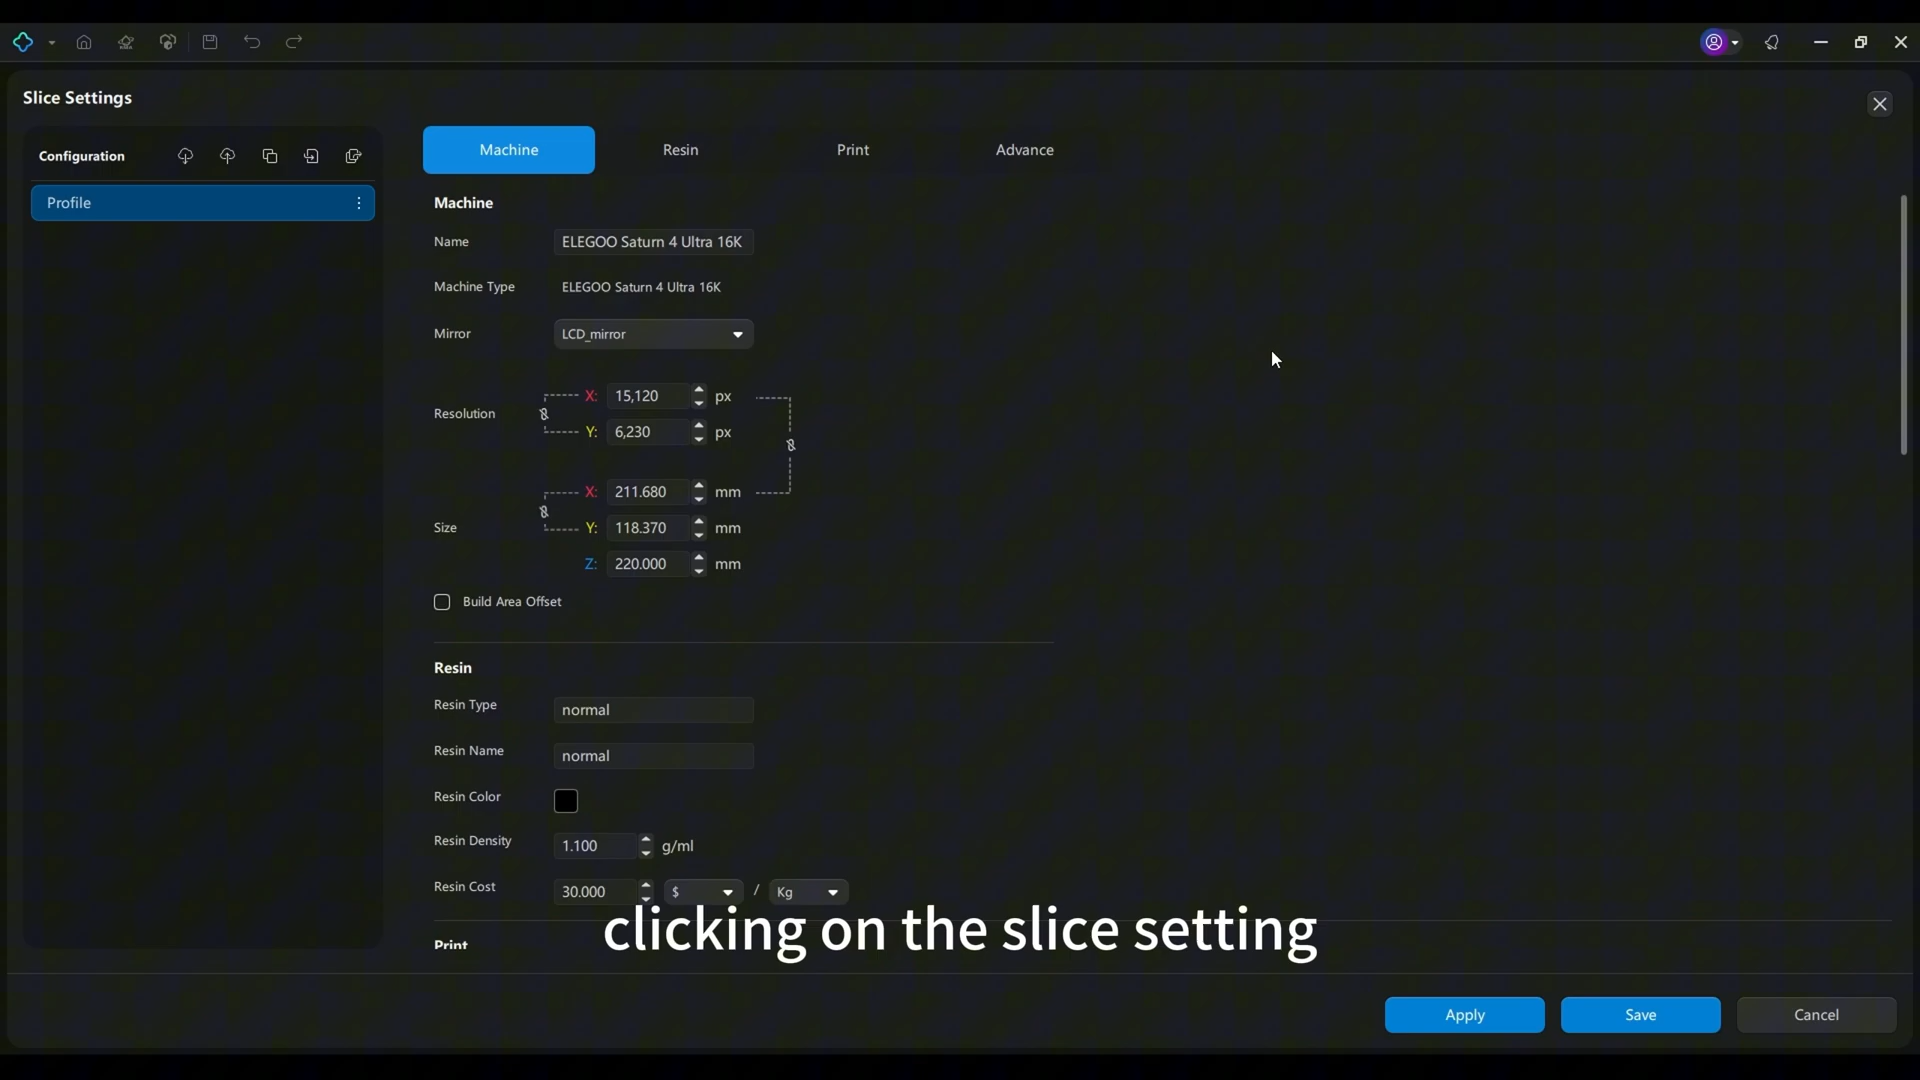 Slice Settings
Configuration
Profile
Machine Resin Print Advance
Machine
Name ELEGOO Saturn 4 Ultra 16K
Machine Type ELEGOO Saturn 4 Ultra 16K
Mirror LCD_mirror
Resolution
X: 15,120 px
Y: 6,230 px
Size
X: 211.680 mm
Y: 118.370 mm
Z: 220.000 mm
Build Area Offset
Resin
Resin Type normal
Resin Name normal
Resin Color
Resin Density 1.100 g/ml
Resin Cost 30.000 $ / Kg
Print
clicking on the slice setting
Apply Save Cancel